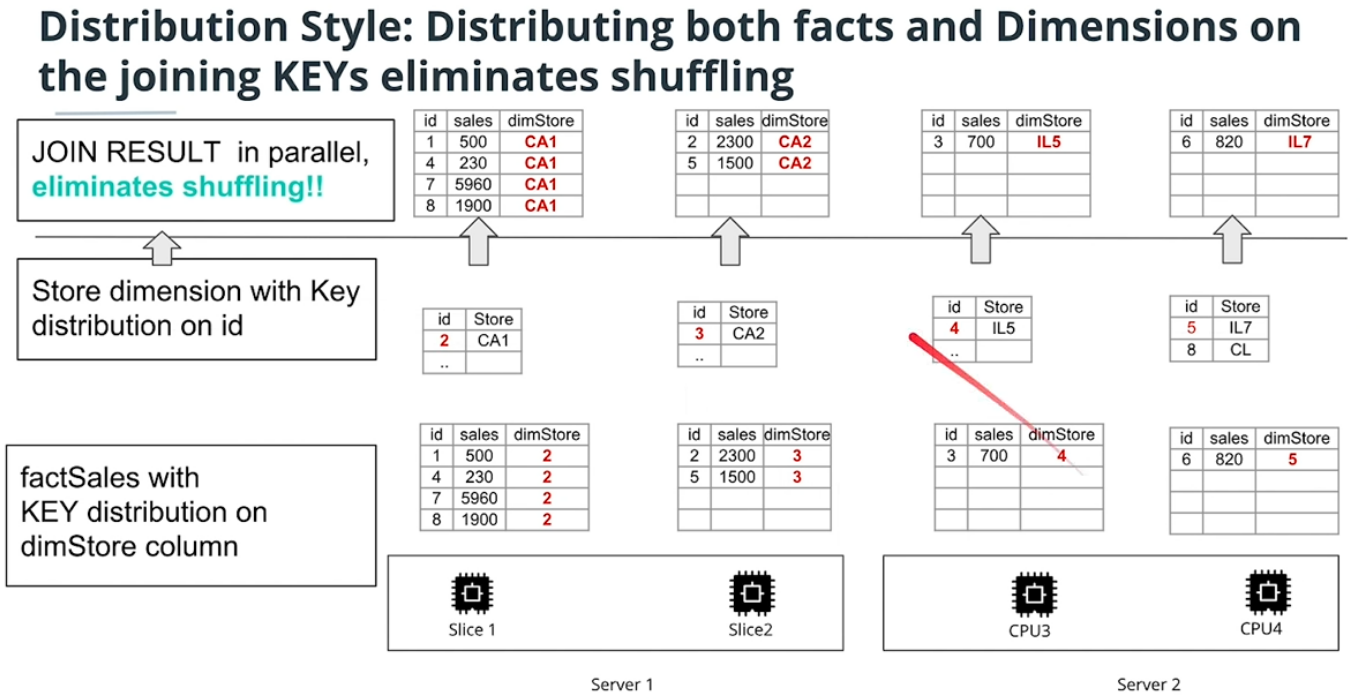 Distribution Style: Distributing both facts and Dimensions on
the joining KEYs eliminates shuffling
JOIN RESULT in parallel,
eliminates shuffling!!
id sales dimStore
1 500 CA1
4 230 CA1
7 5960 CA1
8 1900 CA1
id sales dimStore
2 2300 CA2
5 1500 CA2
id sales dimStore
3 700 IL5
id sales dimStore
6 820 IL7
Store dimension with Key
distribution on id
id Store
2 CA1
..
id Store
3 CA2
..
id Store
4 IL5
..
id Store
5 IL7
8 CL
factSales with
KEY distribution on
dimStore column
id sales dimStore
1 500 2
4 230 2
7 5960 2
8 1900 2
id sales dimStore
2 2300 3
5 1500 3
id sales dimStore
3 700 4
id sales dimStore
6 820 5
Slice 1
Slice2
CPU3
CPU4
Server 1
Server 2